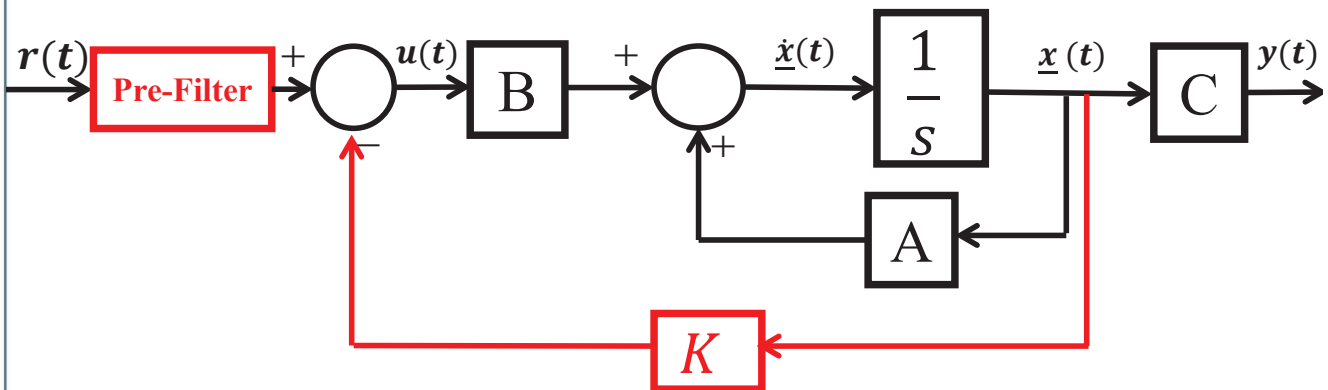 r(t)
Pre-Filter
+
−
u(t)
B
+
+
ẋ(t)
1
s
x (t)
C
y(t)
A
K